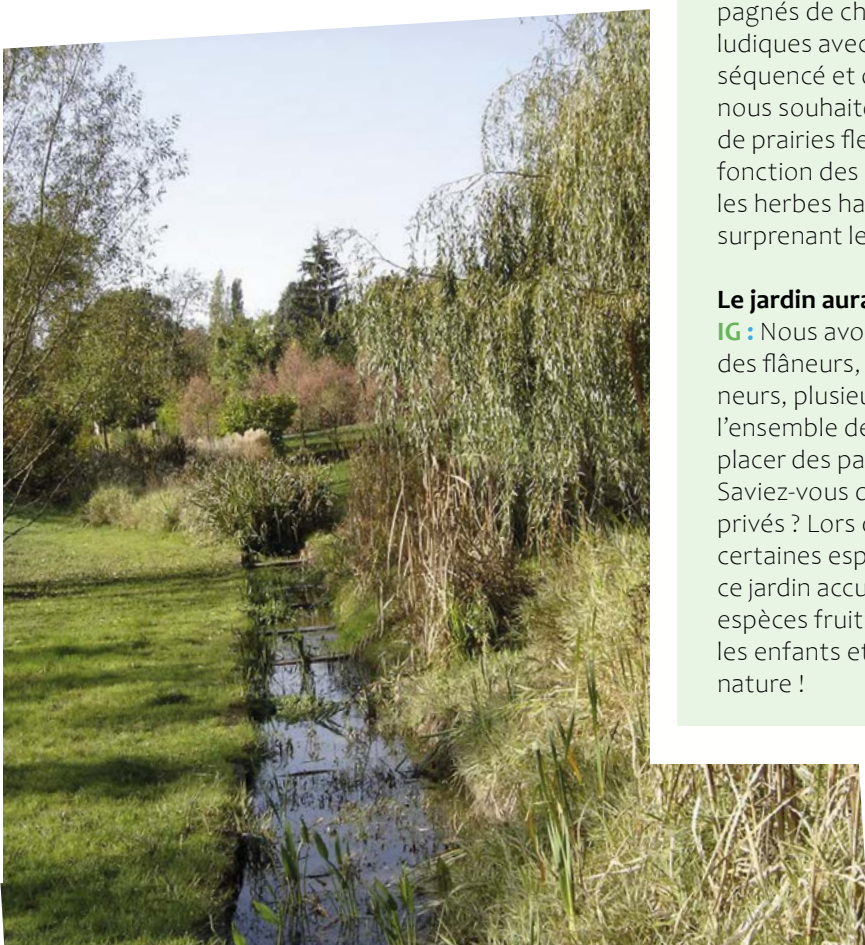 pagnés de ch
ludiques avec
séquencé et
nous souhait
de prairies fle
fonction des
les herbes ha
surprenant le
Le jardin aura
IG : Nous avo
des flâneurs,
neurs, plusieu
l'ensemble de
placer des pa
Saviez-vous
privés ? Lors
certaines esp
ce jardin accu
espèces fruit
les enfants et
nature !